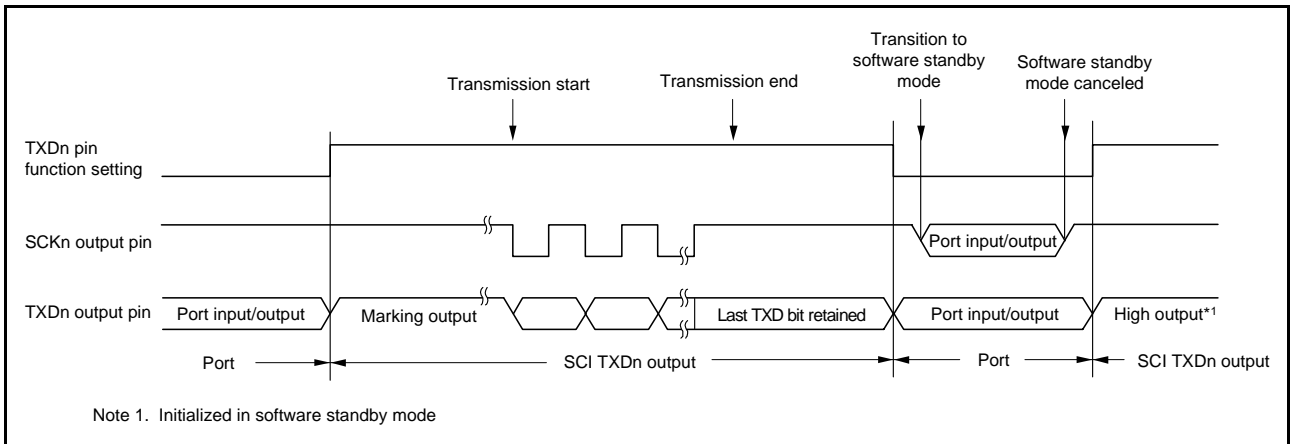 Transition to
software standby
mode
Software standby
mode canceled
Transmission start
Transmission end
TXDn pin
function setting
SCKn output pin
Port input/output
TXDn output pin
Port input/output
Marking output
Last TXD bit retained
Port input/output
High output*1
Port
SCI TXDn output
Port
SCI TXDn output
Note 1. Initialized in software standby mode